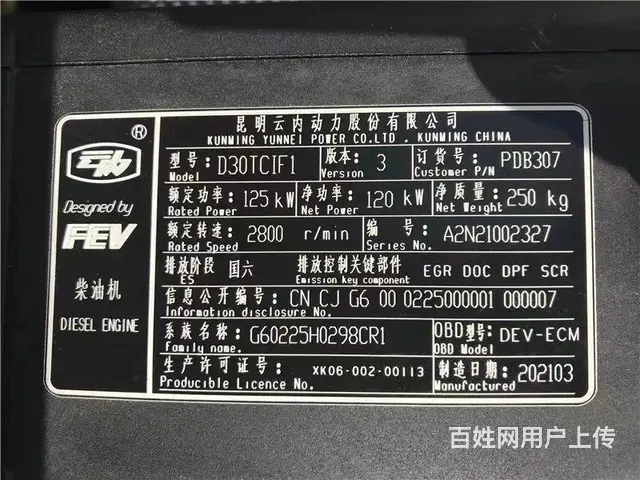 昆明云内动力股份有限公司
KUNMING YUNNEI POWER CO.LTD . KUNMING CHINA
®
型号: D30TCIF1 版本: 3 订货号: PDB307
Model Version Customer P/N
额定功率: 125 kW 净功率: 120 kW 净质量: 250 kg
Rated Power Net Power Net Weight
Designed by
FEV
柴油机
DIESEL ENGINE
额定转速: 2800 r/min 编 号: A2N21002327
Rated Speed Series No.
排放阶段 国六 排放控制关键部件 EGR DOC DPF SCR
ES Emission key component
信息公开编号: CN CJ G6 00 0225000001 000007
Information disclosure No.
系族名称: G60225H0298CR1 OBD型号: DEV-ECM
Family name. OBD Model
生产许可证号: XK06-002-00113 制造日期: 202103
Producible Licence No. Manufactured
百姓网用户上传